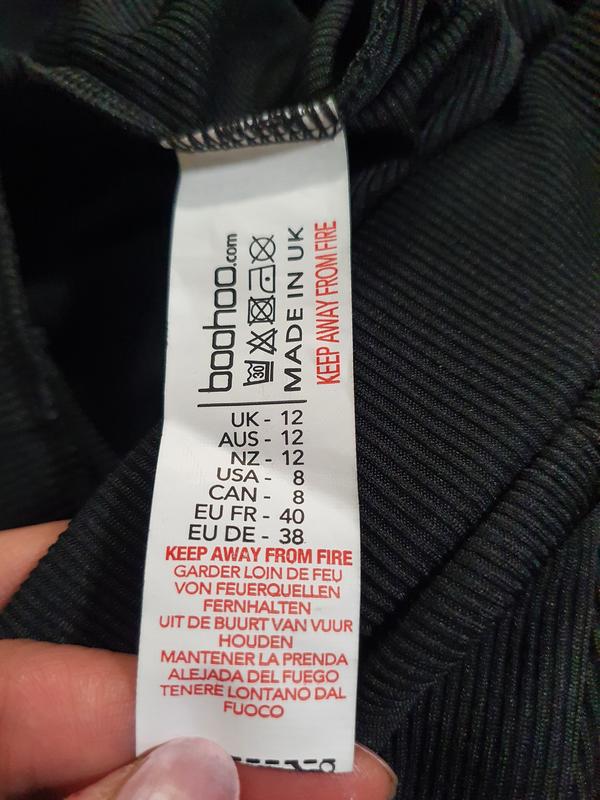 boohoo.com
30
MADE IN UK
KEEP AWAY FROM FIRE
UK - 12
AUS - 12
NZ - 12
USA - 8
CAN - 8
EU FR - 40
EU DE - 38
KEEP AWAY FROM FIRE
GARDER LOIN DE FEU
VON FEUERQUELLEN
FERNHALTEN
UIT DE BUURT VAN VUUR
HOUDEN
MANTENER LA PRENDA
ALEJADA DEL FUEGO
TENERE LONTANO DAL
FUOCO